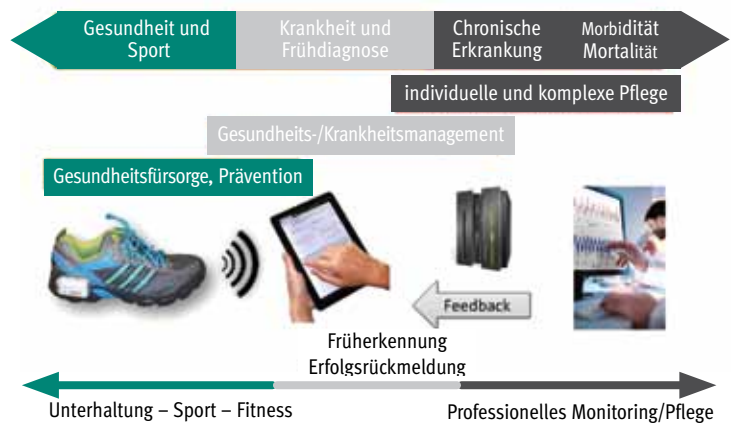 Gesundheit und
Sport
Krankheit und
Frühdiagnose
Chronische
Erkrankung
Morbidität
Mortalität
individuelle und komplexe Pflege
Gesundheits-/Krankheitsmanagement
Gesundheitsfürsorge, Prävention
Feedback
Früherkennung
Erfolgsrückmeldung
Unterhaltung – Sport – Fitness
Professionelles Monitoring/Pflege